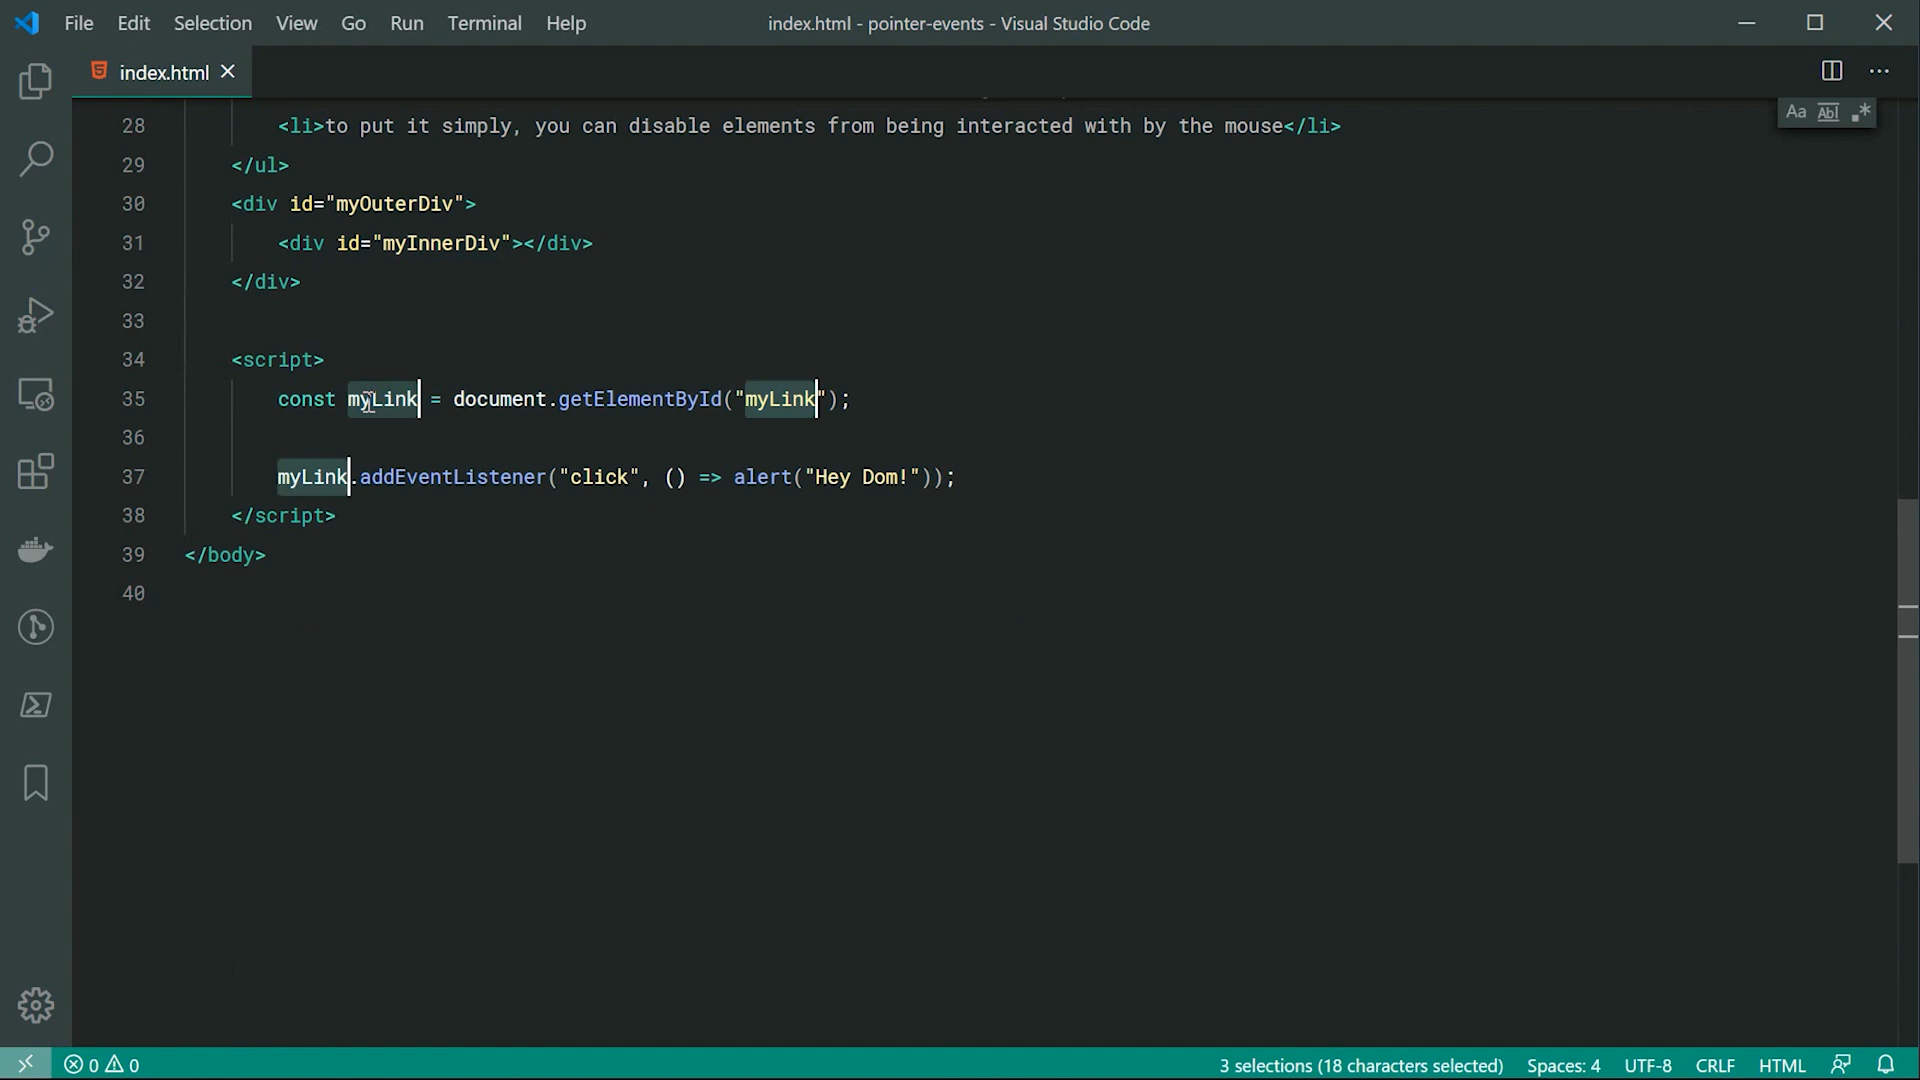 File Edit Selection View Go Run Terminal Help index.html - pointer-events - Visual Studio Code
index.html
Aa Abl .*
28 <li>to put it simply, you can disable elements from being interacted with by the mouse</li>
29 </ul>
30 <div id="myOuterDiv">
31 <div id="myInnerDiv"></div>
32 </div>
33
34 <script>
35 const myLink = document.getElementById("myLink");
36
37 myLink.addEventListener("click", () => alert("Hey Dom!"));
38 </script>
39 </body>
40
0 0 3 selections (18 characters selected) Spaces: 4 UTF-8 CRLF HTML